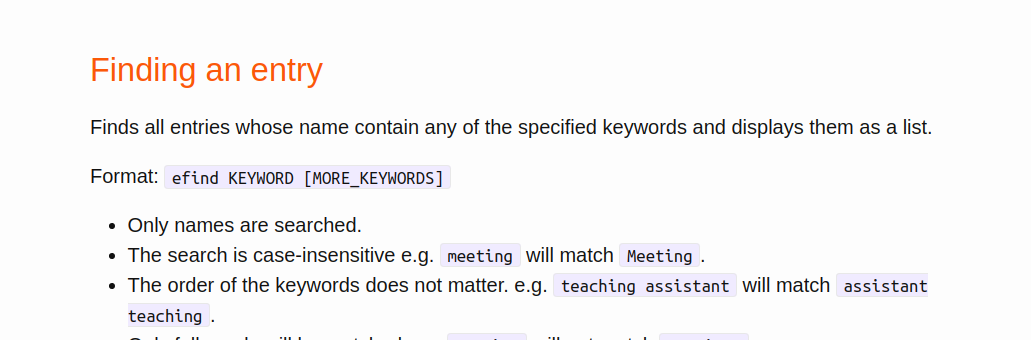 Finding an entry
Finds all entries whose name contain any of the specified keywords and displays them as a list.
Format: efind KEYWORD [MORE_KEYWORDS]
Only names are searched.
The search is case-insensitive e.g. meeting will match Meeting.
The order of the keywords does not matter. e.g. teaching assistant will match assistant
teaching.